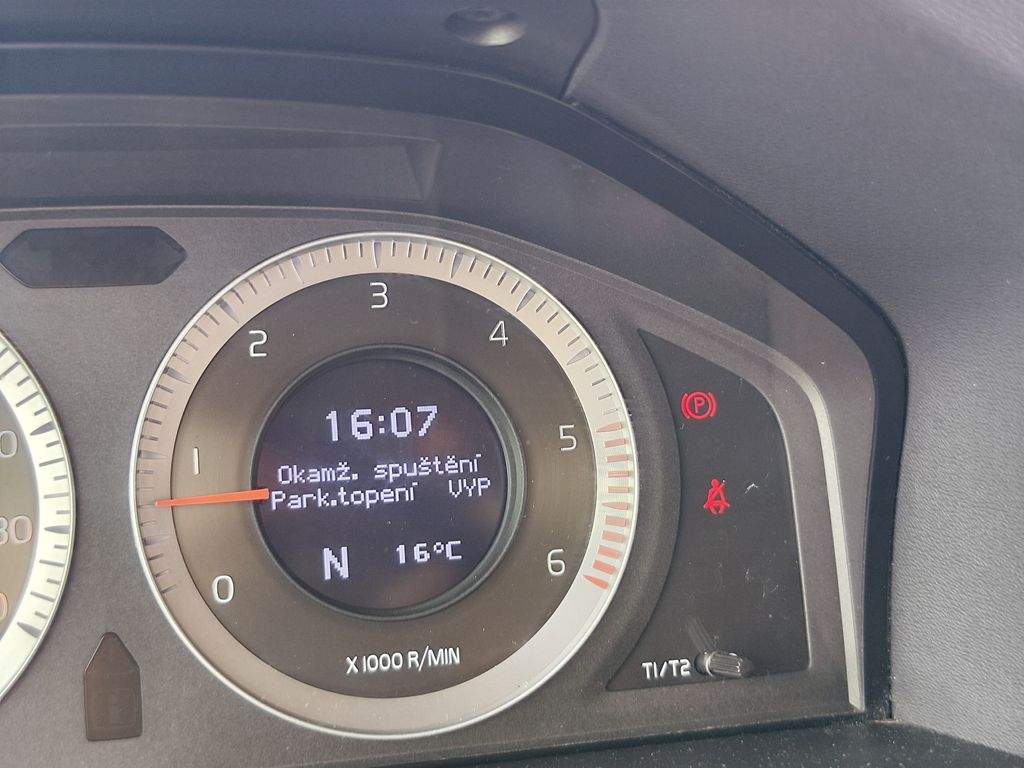 3
2
4
16:07
5
1
Okamž. spuštění
Park.topení VYP
N 16°C
6
0
X1000 R/MIN
T1/T2
(P)